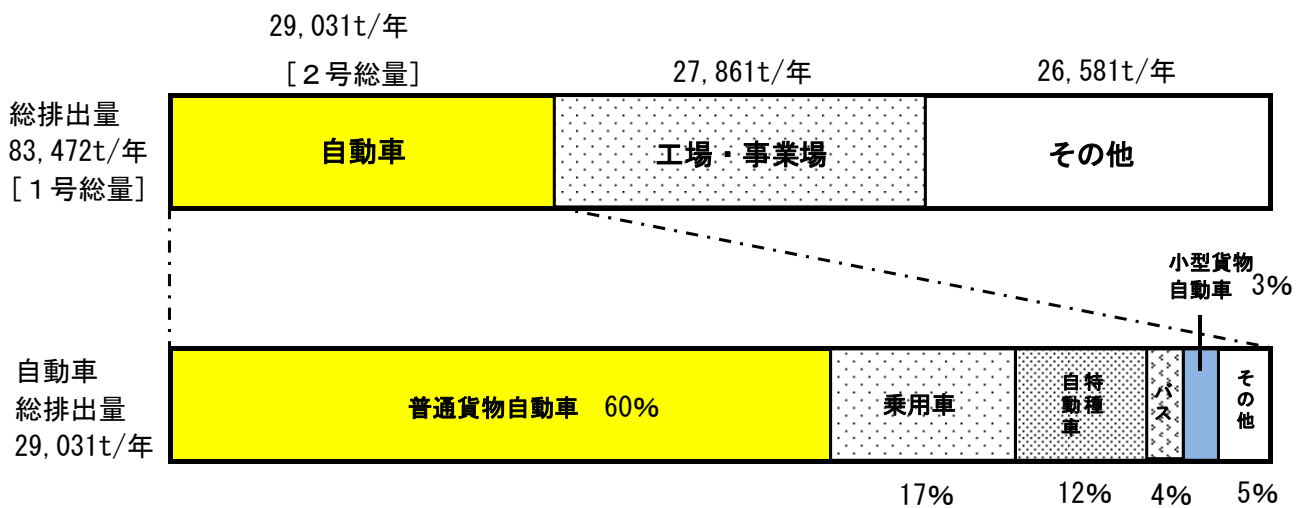 29,031t/年
[２号総量]
27,861t/年
26,581t/年
総排出量
83,472t/年
[１号総量]
自動車
工場・事業場
その他
小型貨物
自動車 3%
自動車
総排出量
29,031t/年
普通貨物自動車 60%
乗用車
特種
自動車
バス
その他
17%
12%
4%
5%